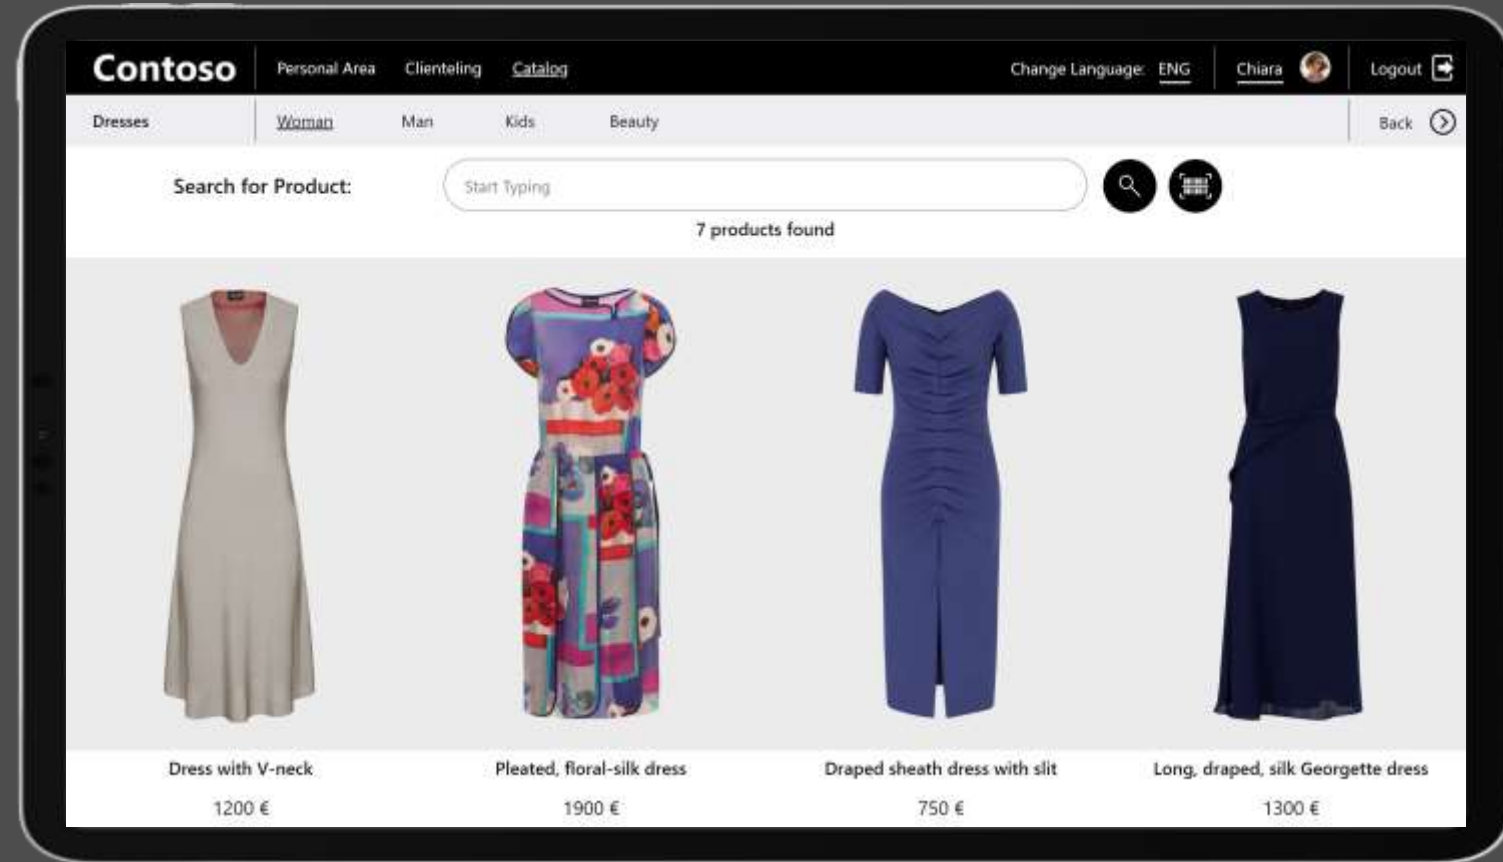 Contoso Personal Area Clienteling Catalog Change Language: ENG Chiara Logout
Dresses Woman Man Kids Beauty Back
Search for Product: Start Typing
7 products found
Dress with V-neck Pleated, floral-silk dress Draped sheath dress with slit Long, draped, silk Georgette dress
1200 € 1900 € 750 € 1300 €